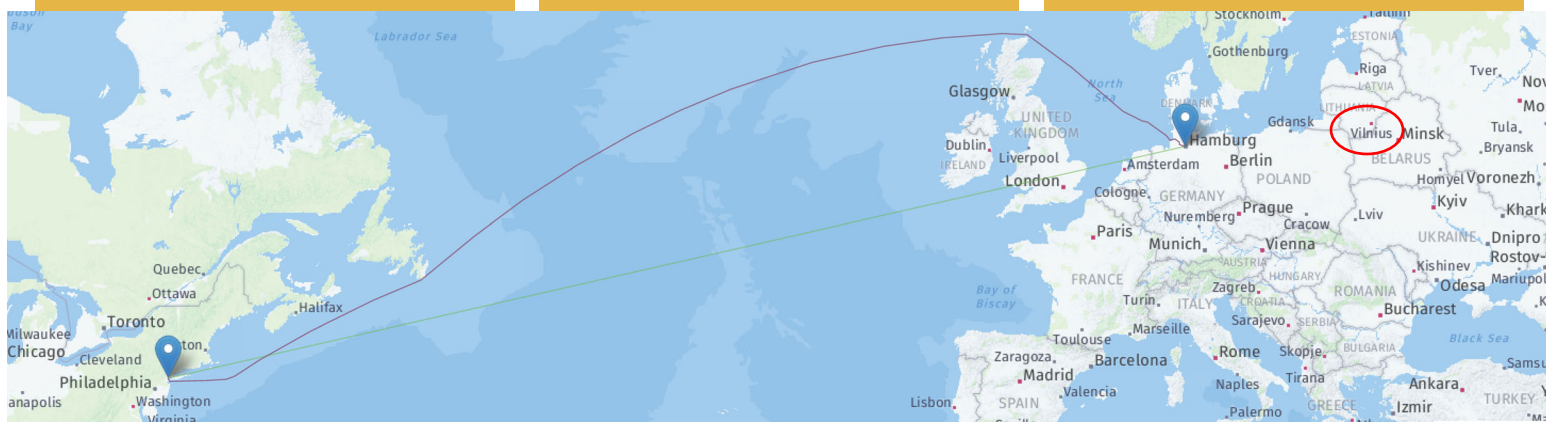 Bay
Labrador Sea
Stockholm
Tallinn
ESTONIA
Gothenburg
Riga
LATVIA
Tver
North
Sea
Glasgow
DENMARK
LITHUANIA
UNITED
KINGDOM
Gdansk
Vilnius
Minsk
Tula
Dublin
Hamburg
Bryansk
IRELAND
Liverpool
Amsterdam
Berlin
BELARUS
London
POLAND
Homyel
Voronezh
Cologne
GERMANY
Kyiv
Nuremberg
Prague
Cracow
Lviv
Paris
Munich
Vienna
UKRAINE
Dnipro
Quebec
AUSTRIA
Rostov-
Kishinev
HUNGARY
FRANCE
Ottawa
Bay of
Biscay
Zagreb
ROMANIA
Odesa
Turin
ITALY
CROATIA
Halifax
Bucharest
Toronto
Sarajevo
SERBIA
Milwaukee
Marseille
Toulouse
Black Sea
Chicago
Rome
Skopje
BULGARIA
Cleveland
Zaragoza
Barcelona
Madrid
Tirana
Philadelphia
Naples
Ankara
Valencia
Washington
Lisbon
SPAIN
GREECE
Izmir
TURKEY
Palermo
Virginia